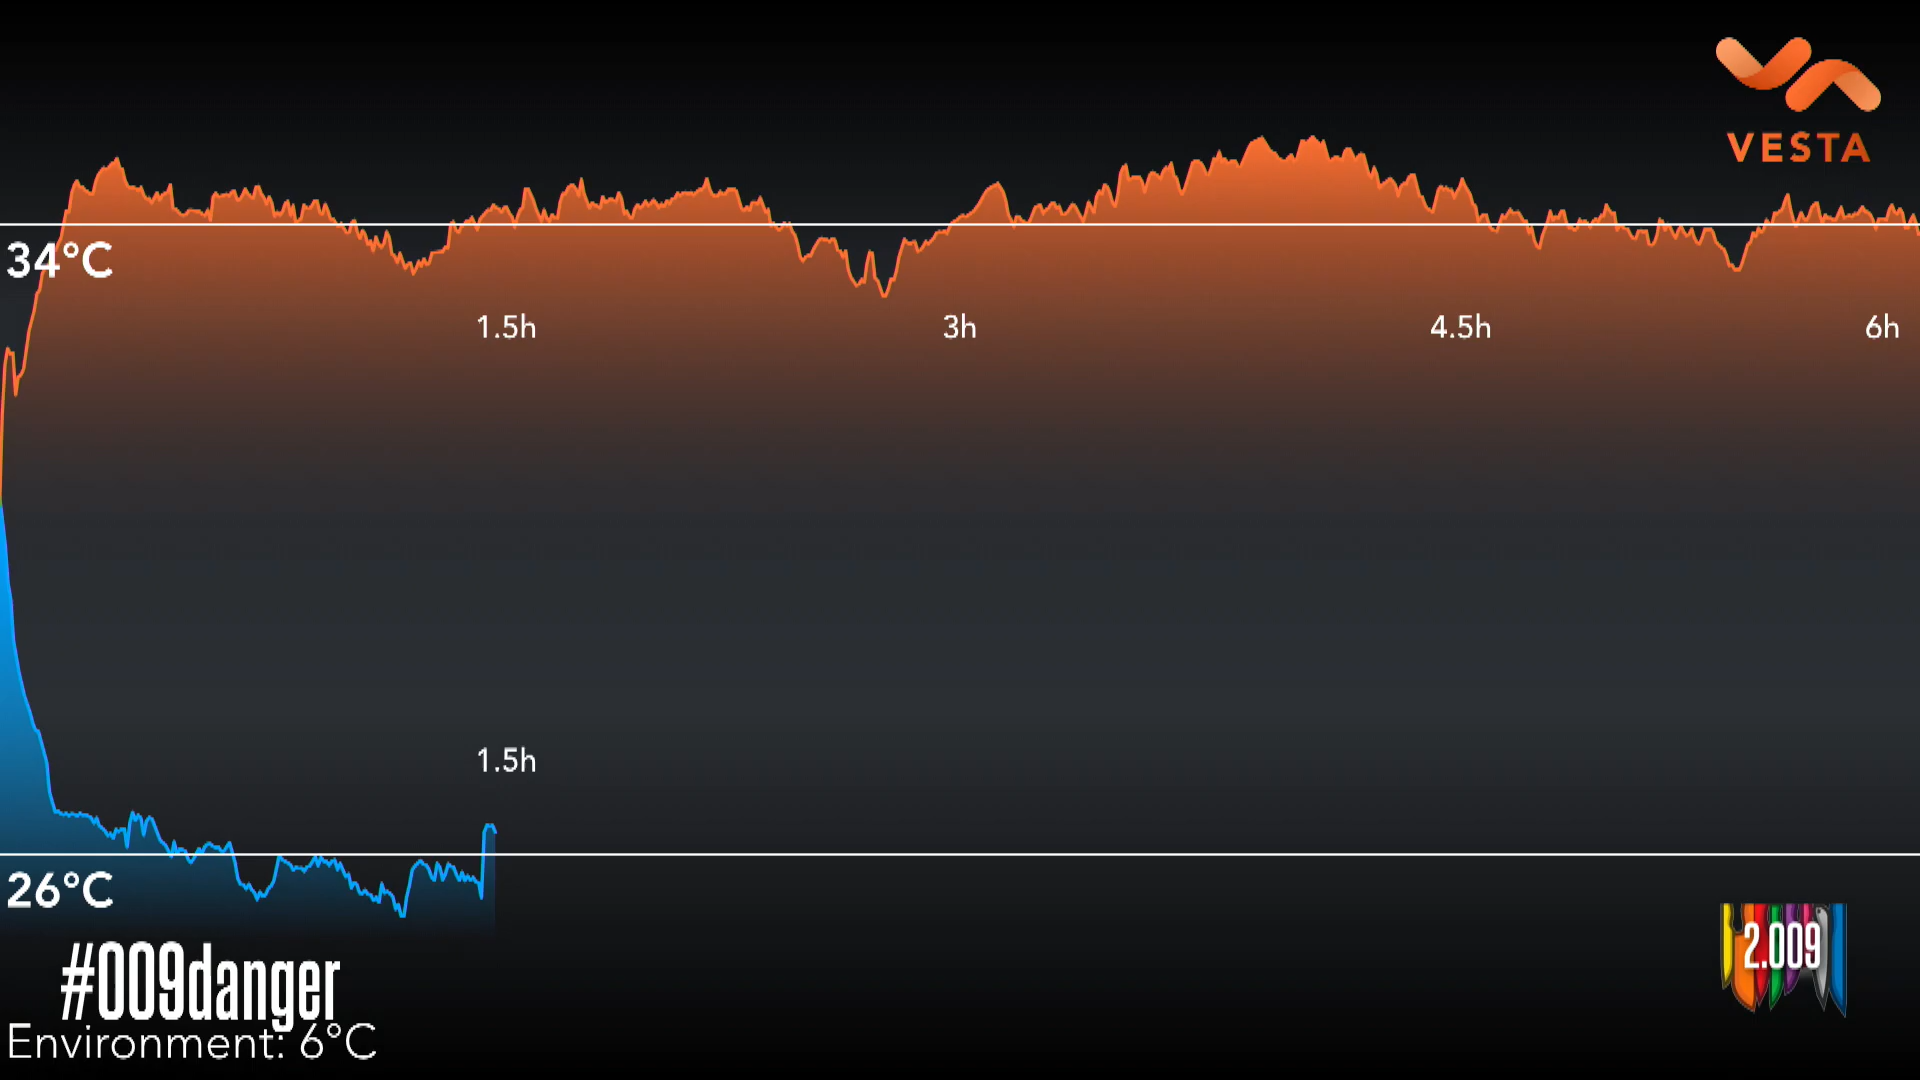 VESTA
34°C
1.5h
3h
4.5h
6h
1.5h
26°C
2.009
#009danger
Environment: 6°C